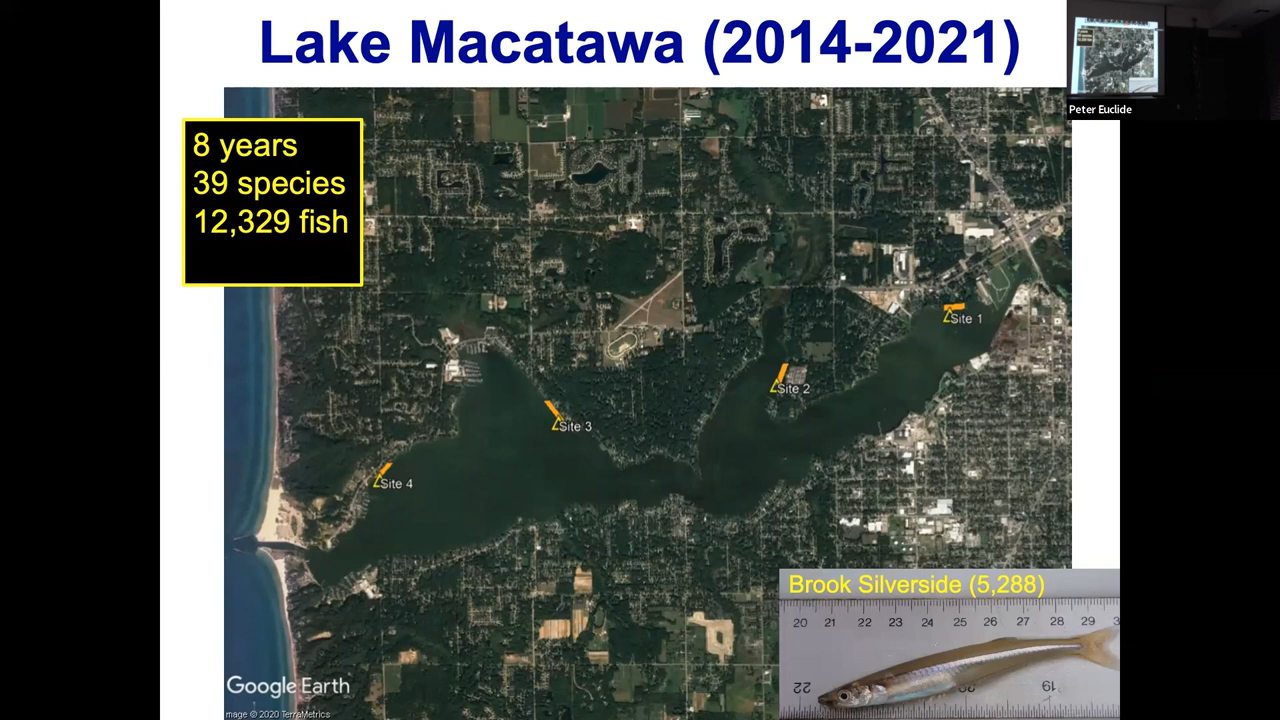 Lake Macatawa (2014-2021)
Peter Euclide
8 years
39 species
12,329 fish
Site 1
Site 2
Site 3
Site 4
Brook Silverside (5,288)
20 21 22 23 24 25 26 27 28 29
22 19
Google Earth
mage © 2020 TerraMetrics